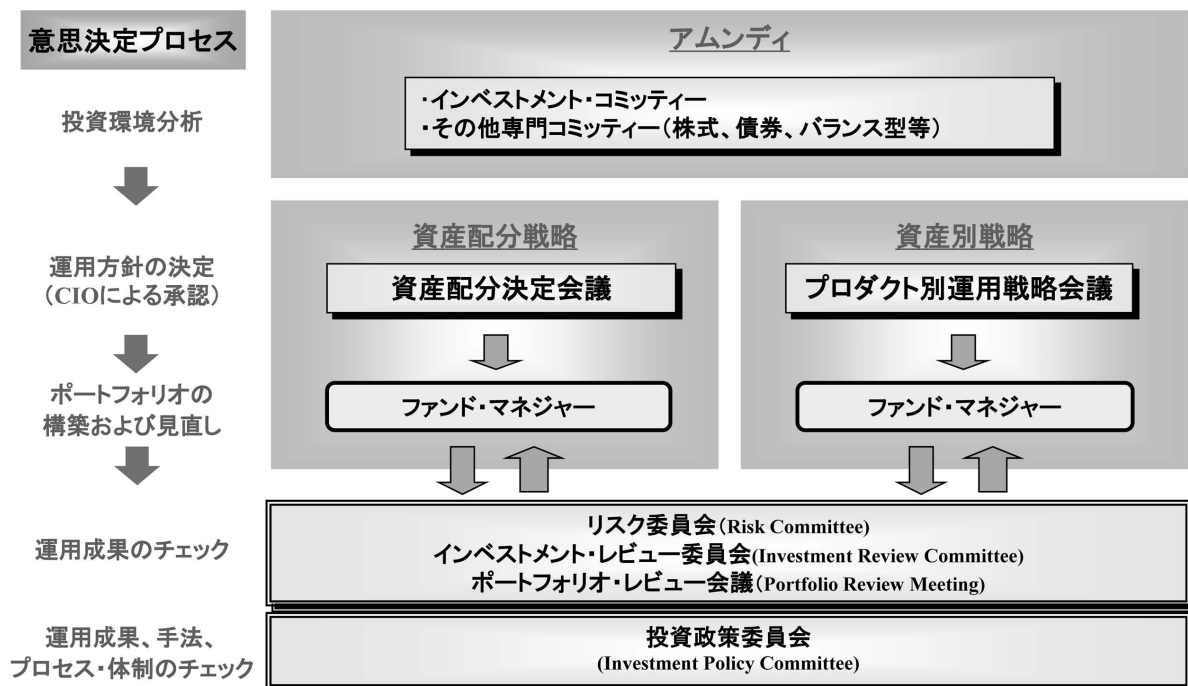 意思決定プロセス
アムンディ
投資環境分析
・インベストメント・コミッティー
・その他専門コミッティー（株式、債券、バランス型等）
運用方針の決定
（CIOによる承認）
資産配分戦略
資産配分決定会議
資産別戦略
プロダクト別運用戦略会議
ポートフォリオの
構築および見直し
ファンド・マネジャー
ファンド・マネジャー
運用成果のチェック
リスク委員会（Risk Committee）
インベストメント・レビュー委員会(Investment Review Committee)
ポートフォリオ・レビュー会議（Portfolio Review Meeting)
運用成果、手法、
プロセス・体制のチェック
投資政策委員会
(Investment Policy Committee)